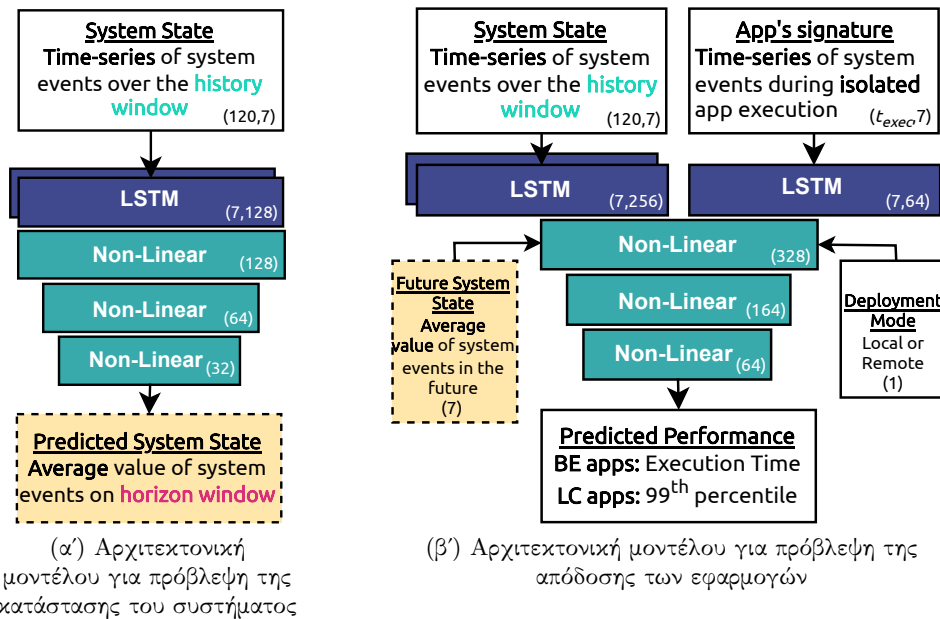 System State
Time-series of system
events over the history
window
(120,7)
LSTM
(7,128)
Non-Linear
(128)
Non-Linear
(64)
Non-Linear
(32)
Predicted System State
Average value of system
events on horizon window
(α΄) Αρχιτεκτονική
μοντέλου για πρόβλεψη της
κατάστασης του συστήματος
System State
Time-series of system
events over the history
window
(120,7)
App's signature
Time-series of system
events during isolated
app execution
(t_exec,7)
LSTM
(7,256)
LSTM
(7,64)
Non-Linear
(328)
Future System
State
Average
value of system
events in the
future
(7)
Non-Linear
(164)
Deployment
Mode
Local or
Remote
(1)
Non-Linear
(64)
Predicted Performance
BE apps: Execution Time
LC apps: 99th percentile
(β΄) Αρχιτεκτονική μοντέλου για πρόβλεψη της
απόδοσης των εφαρμογών